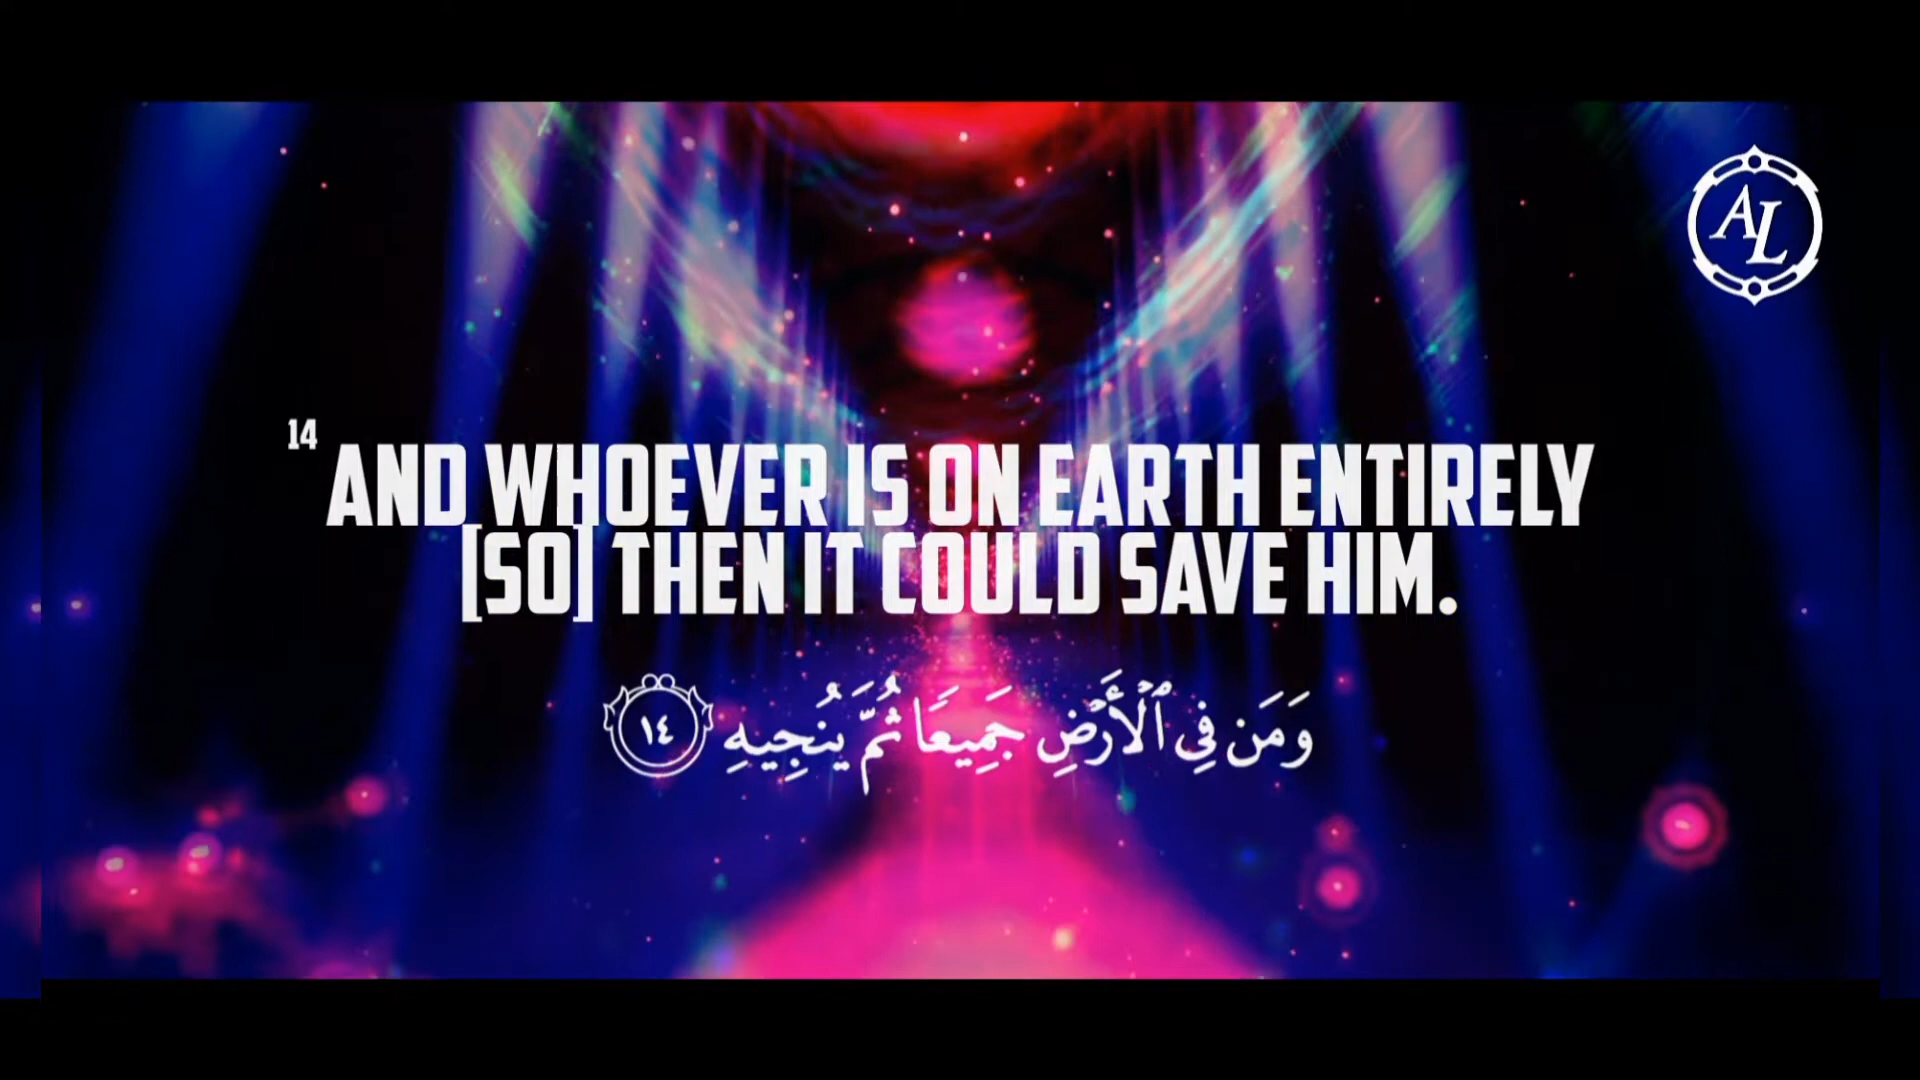 AL
14 AND WHOEVER IS ON EARTH ENTIRELY
[SO] THEN IT COULD SAVE HIM.
وَمَن فِى ٱلْأَرْضِ جَمِيعًا ثُمَّ يُنجِيهِ ١٤